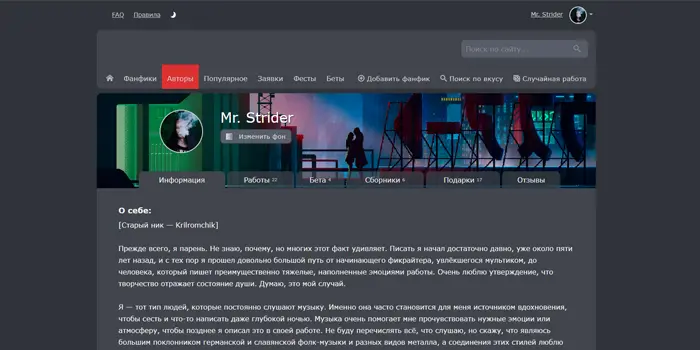 FAQ Правила Mr. Strider
Поиск по сайту...
Фанфики Авторы Популярное Заявки Фесты Беты Добавить фанфик Поиск по вкусу Случайная работа
Mr. Strider
Изменить фон
Информация Работы 22 Бета 4 Сборники 6 Подарки 17 Отзывы
О себе:
[Старый ник — Krilromchik]
Прежде всего, я парень. Не знаю, почему, но многих этот факт удивляет. Писать я начал достаточно давно, уже около пяти
лет назад, и с тех пор я прошел довольно большой путь от начинающего фикрайтера, увлёкшегося мультиком, до
человека, который пишет преимущественно тяжелые, наполненные эмоциями работы. Очень люблю утверждение, что
творчество отражает состояние души. Думаю, это мой случай.
Я — тот тип людей, которые постоянно слушают музыку. Именно она часто становится для меня источником вдохновения,
чтобы сесть и что-то написать даже глубокой ночью. Музыка очень помогает мне прочувствовать нужные эмоции или
атмосферу, чтобы позднее я описал это в своей работе. Не буду перечислять всё, что слушаю, но скажу, что являюсь
большим поклонником германской и славянской фолк-музыки и разных видов металла, а соединения этих стилей люблю